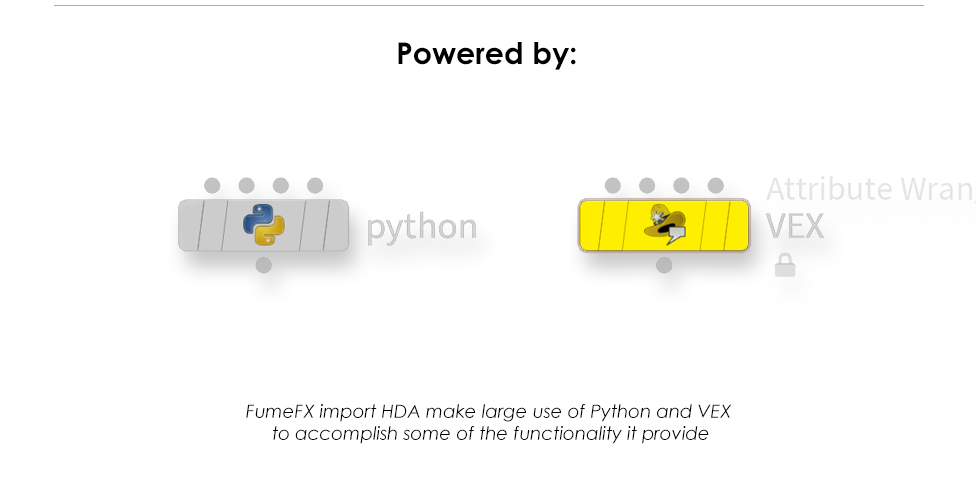 Powered by:
Attribute Wran
python
VEX
FumeFX import HDA make large use of Python and VEX
to accomplish some of the functionality it provide